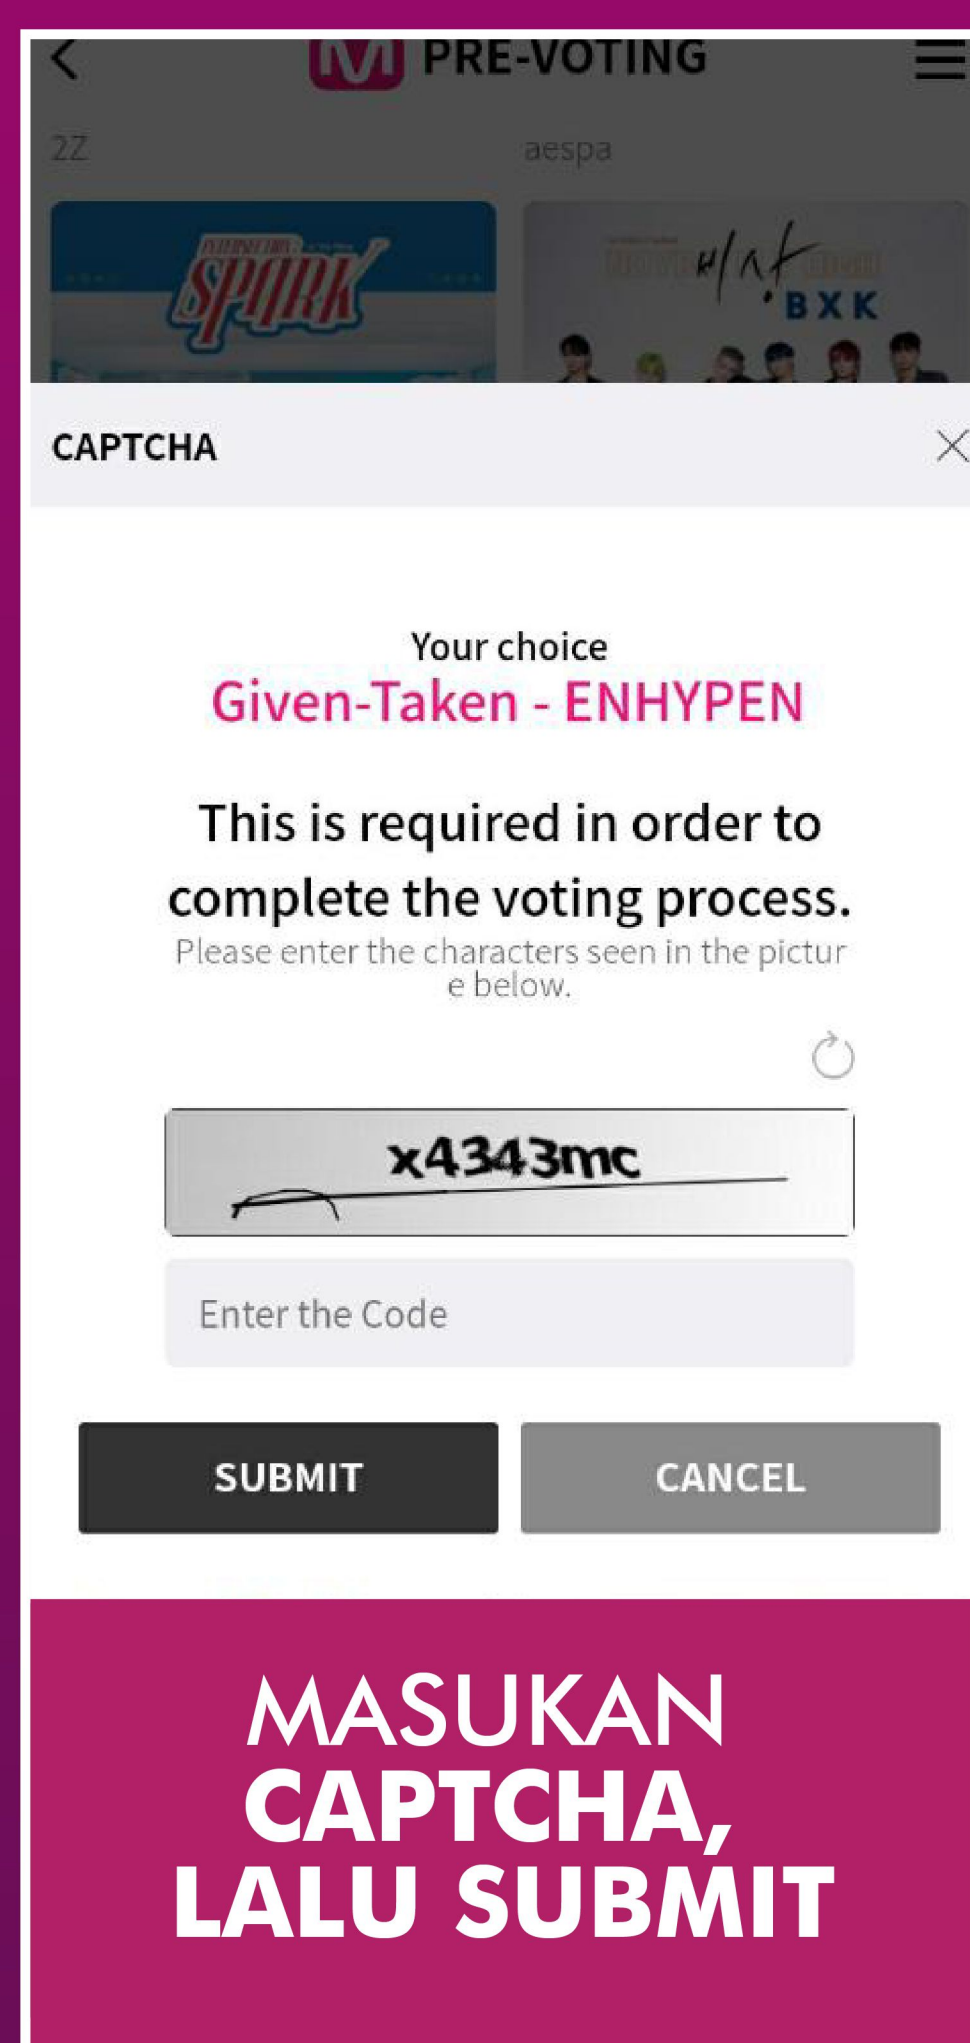 M PRE-VOTING
2Z
aespa
SPARK
비상
BXK
CAPTCHA
Your choice
Given-Taken - ENHYPEN
This is required in order to
complete the voting process.
Please enter the characters seen in the pictur
e below.
x4343mc
Enter the Code
SUBMIT
CANCEL
MASUKAN
CAPTCHA,
LALU SUBMIT